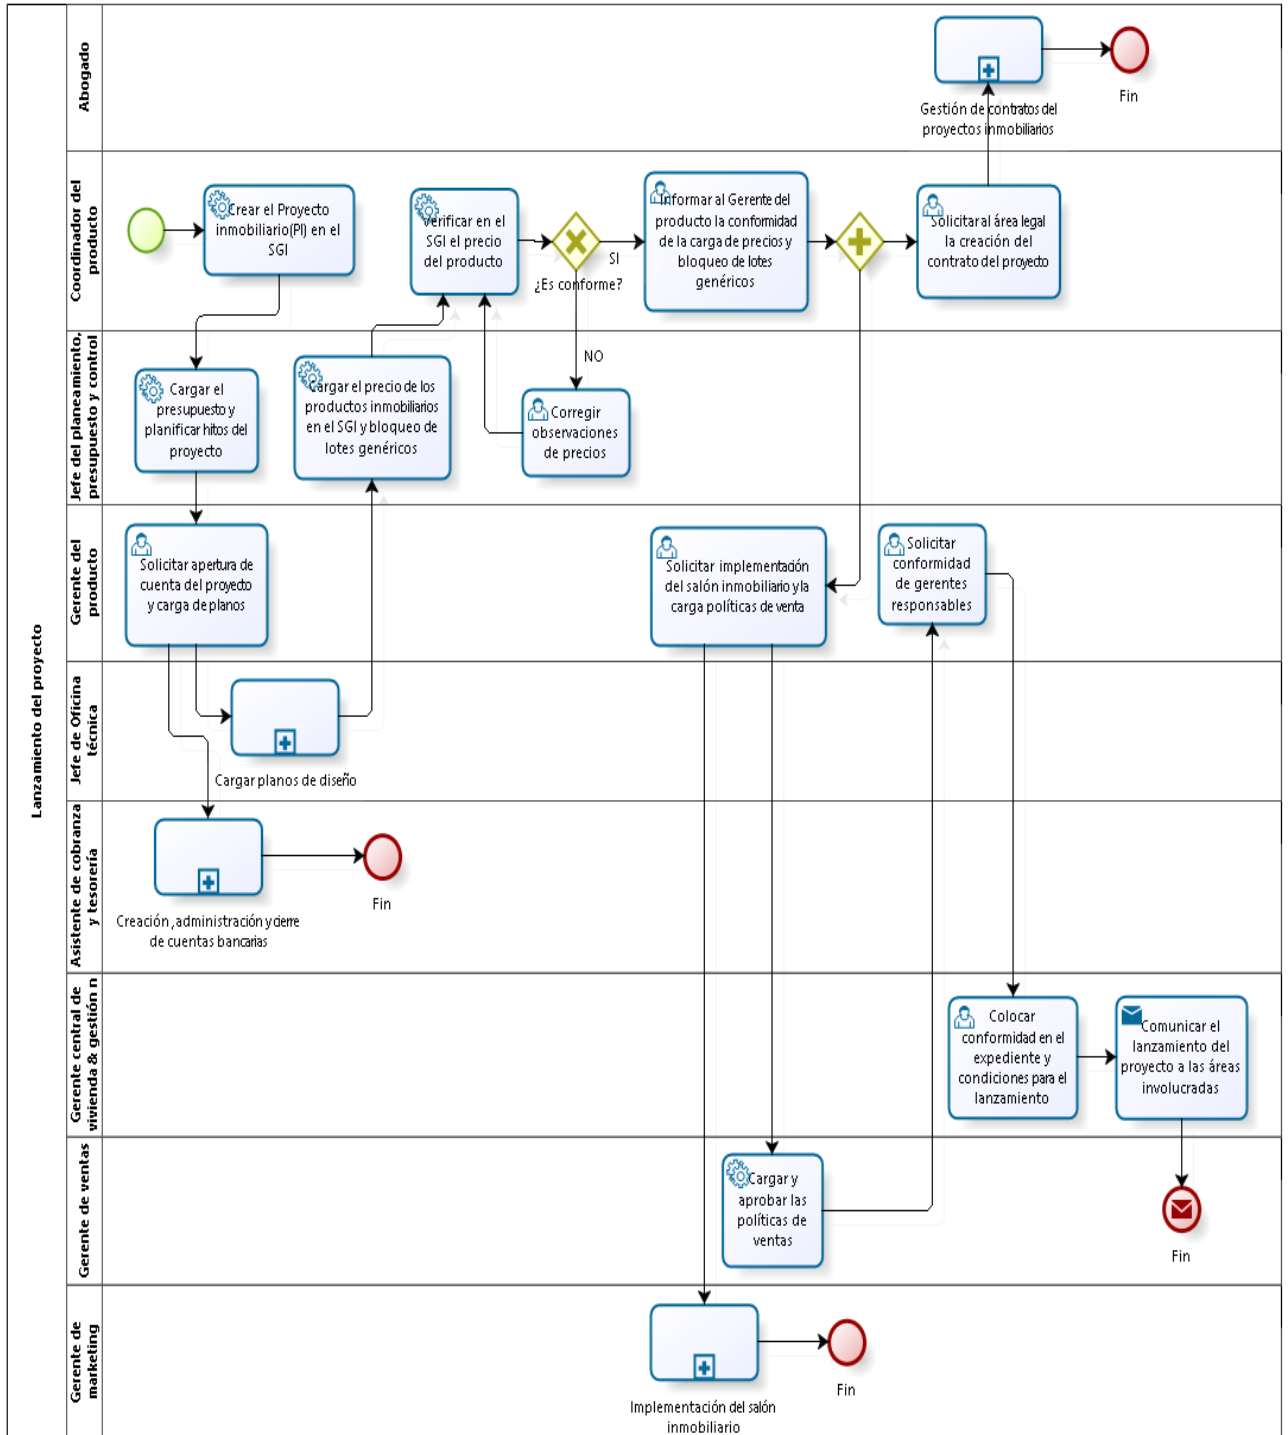 Lanzamiento del proyecto
Abogado
Gestión de contratos del
proyectos inmobiliarios
Fin
Coordinador del
producto
Crear el Proyecto
inmobiliario(PI) en el
SGI
Verificar en el
SGI el precio
del producto
¿Es conforme?
SI
NO
Informar al Gerente del
producto la conformidad
de la carga de precios y
bloqueo de lotes
genéricos
Solicitar al área legal
la creación del
contrato del proyecto
Jefe del planeamiento,
presupuesto y control
Cargar el
presupuesto y
planificar hitos del
proyecto
Cargar el precio de los
productos inmobiliarios
en el SGI y bloqueo de
lotes genéricos
Corregir
observaciones
de precios
Gerente del
producto
Solicitar apertura de
cuenta del proyecto
y carga de planos
Solicitar implementación
del salón inmobiliario y la
carga políticas de venta
Solicitar
conformidad
de gerentes
responsables
Jefe de Oficina
técnica
Cargar planos de diseño
Asistente de cobranza
y tesorería
Creación, administración y cierre
de cuentas bancarias
Fin
Gerente central de
vivienda & gestión n
Colocar
conformidad en el
expediente y
condiciones para el
lanzamiento
Comunicar el
lanzamiento del
proyecto a las áreas
involucradas
Gerente de ventas
Cargar y
aprobar las
políticas de
ventas
Fin
Gerente de
marketing
Implementación del salón
inmobiliario
Fin